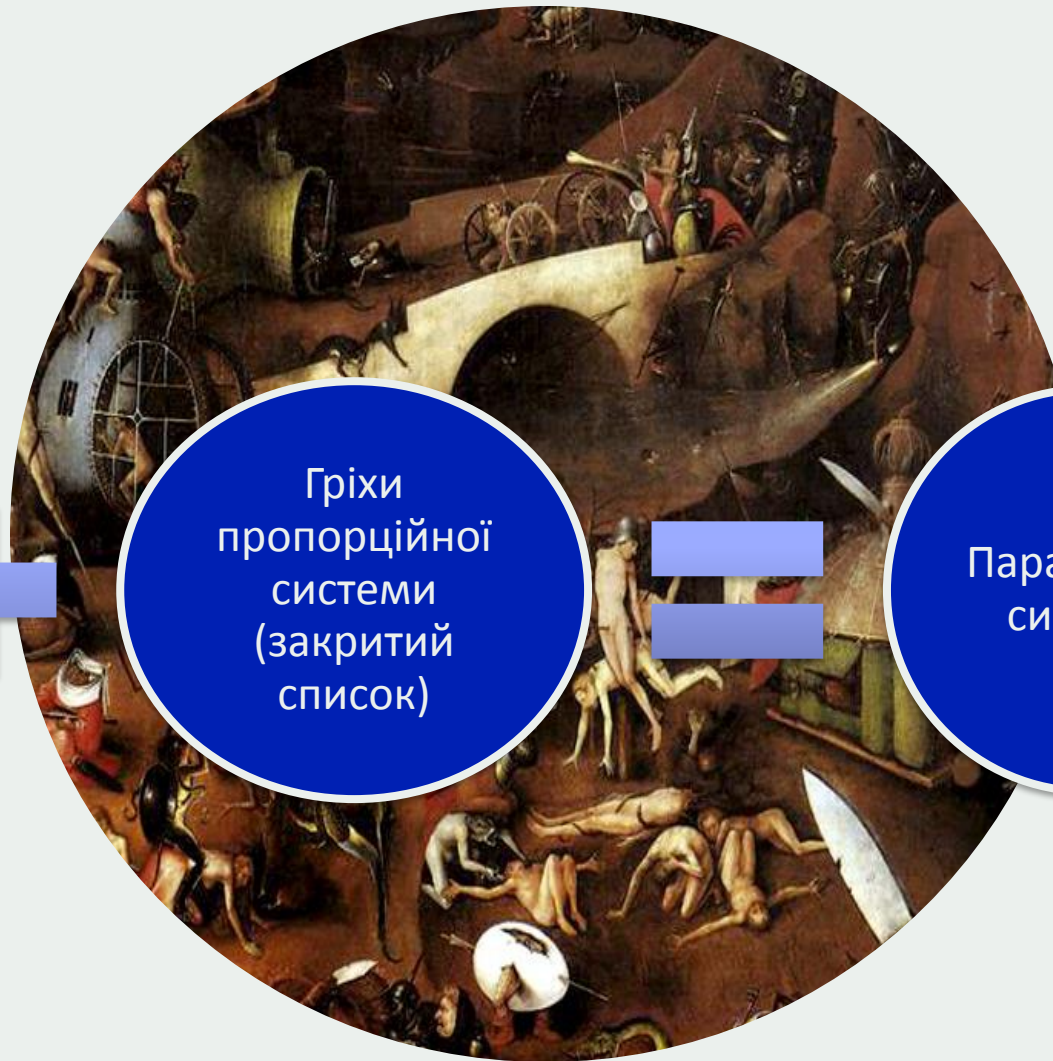 Гріхи
пропорційної
системи
(закритий
список)